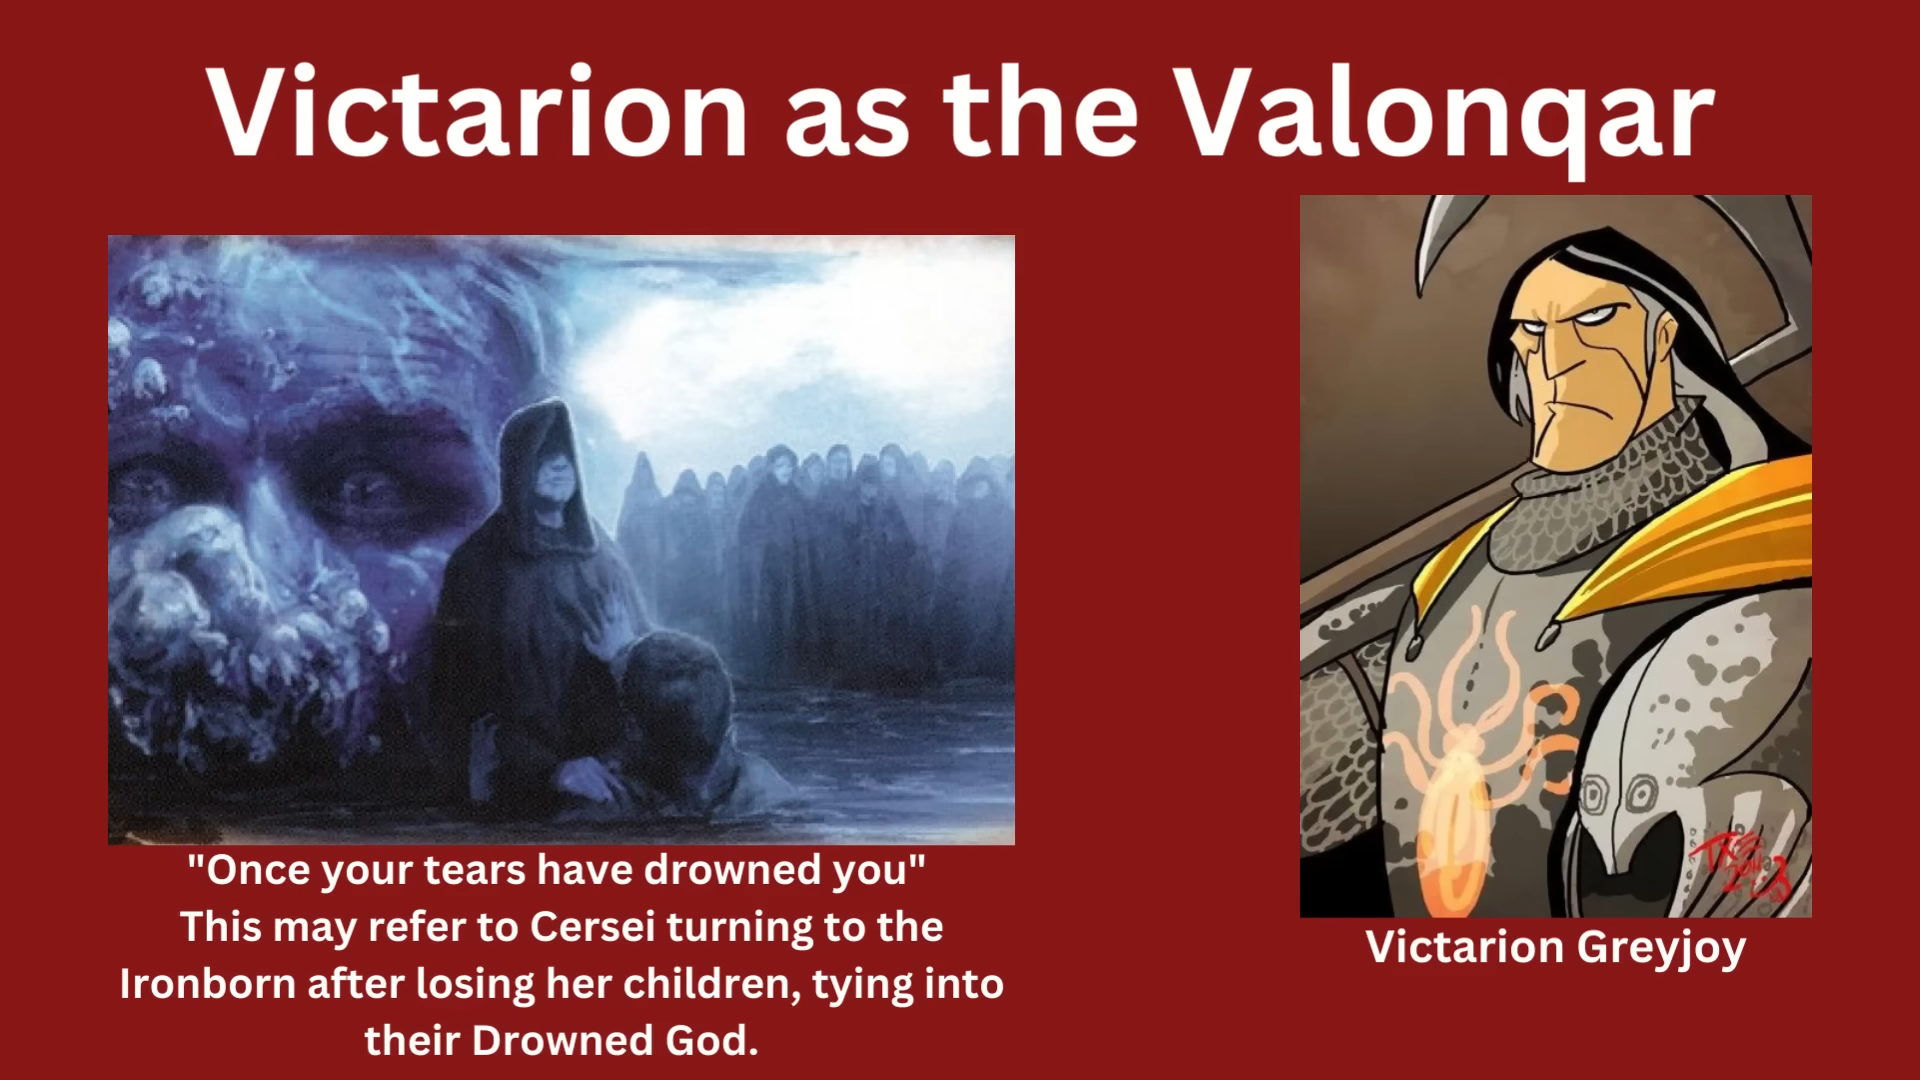 Victarion as the Valonqar
"Once your tears have drowned you"
This may refer to Cersei turning to the
Ironborn after losing her children, tying into
their Drowned God.
Victarion Greyjoy